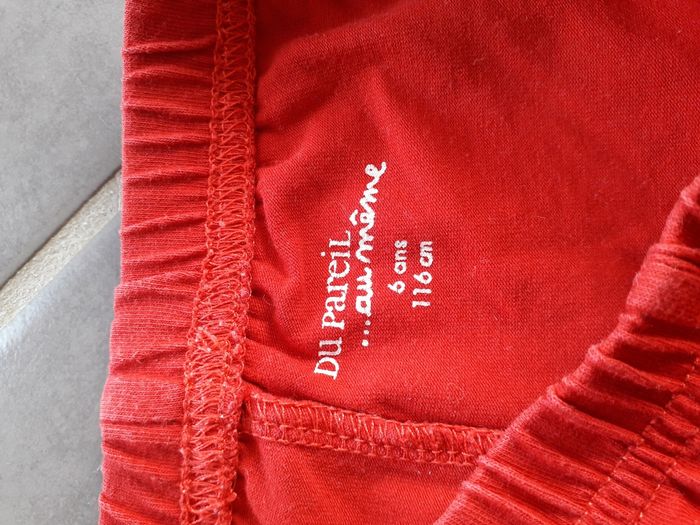 DU PareiL
...au même
6 ans
116 cm